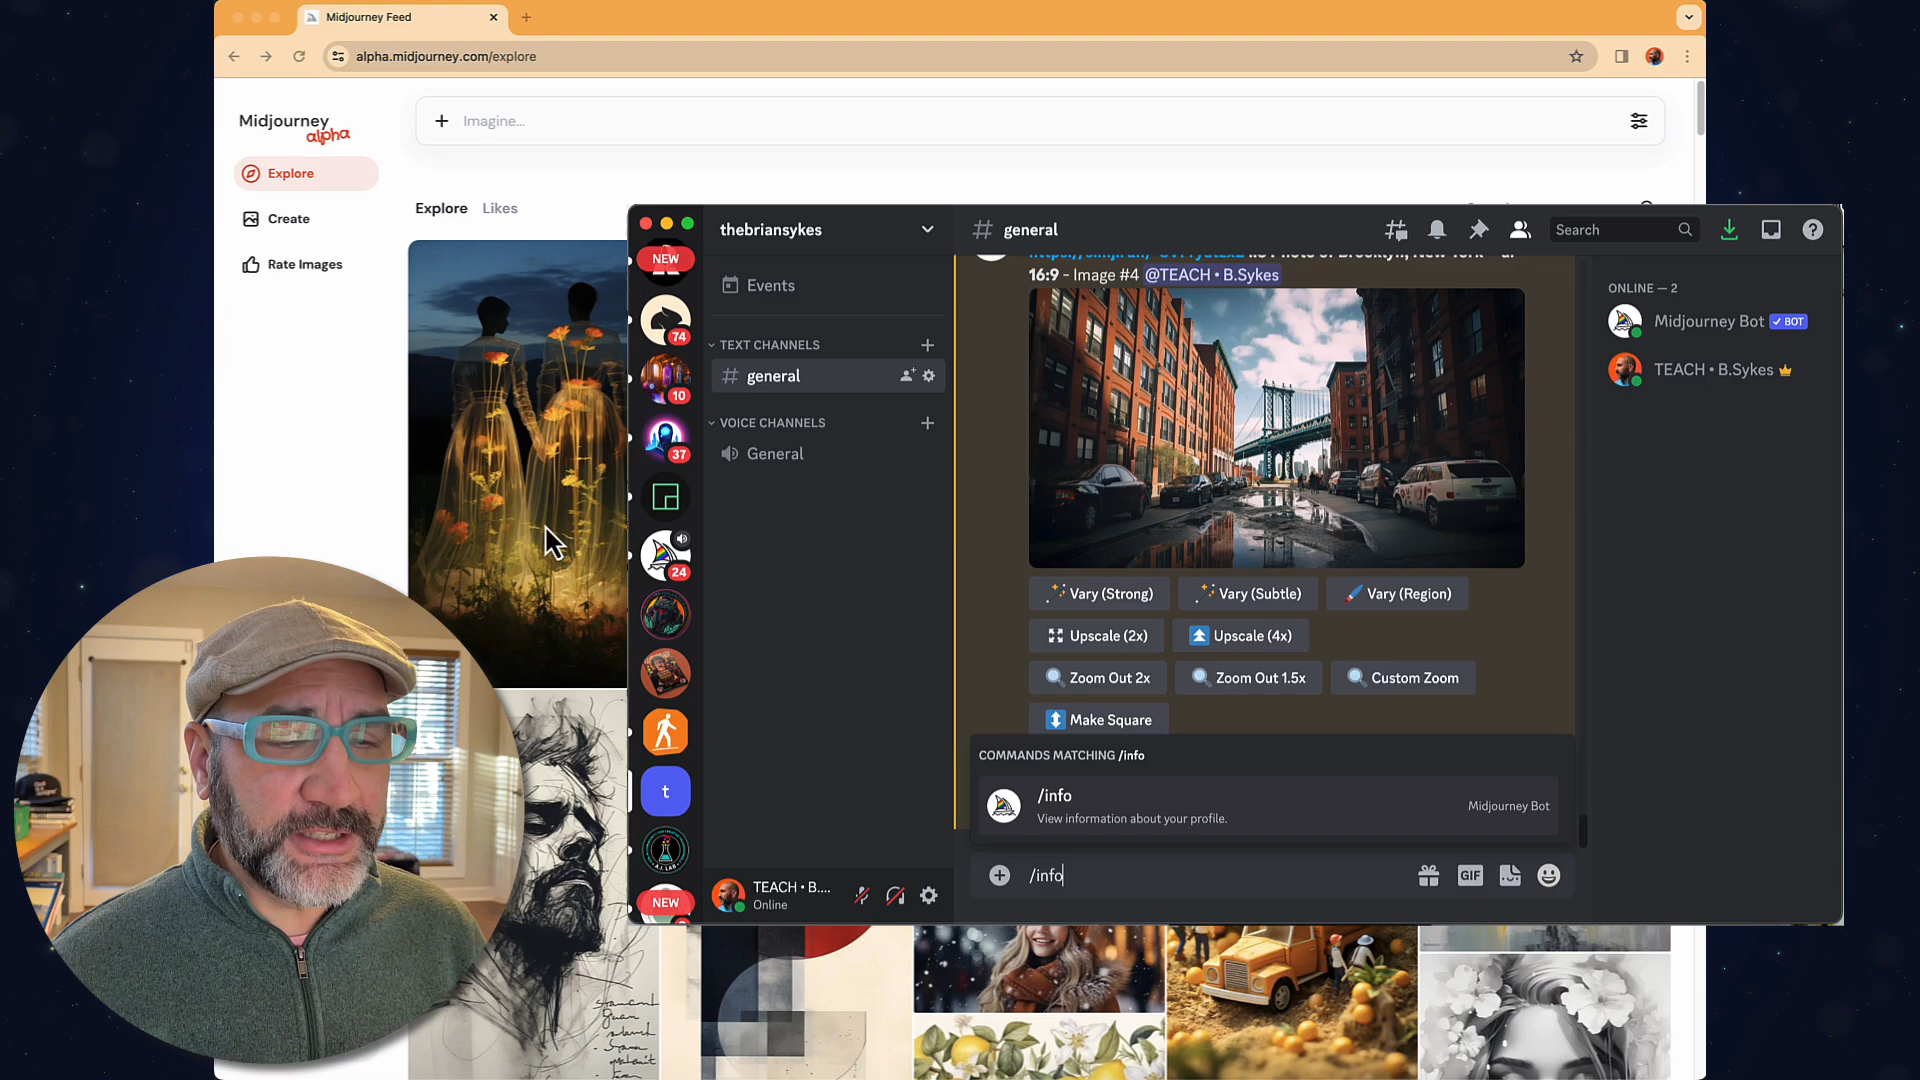 Midjourney Feed
alpha.midjourney.com/explore
Midjourney
alpha
Imagine...
Explore
Create
Rate Images
Explore
Likes
NEW
74
10
37
24
t
NEW
thebriansykes
Events
TEXT CHANNELS
general
VOICE CHANNELS
General
TEACH • B....
Online
general
Search
16:9 - Image #4 @TEACH • B.Sykes
Vary (Strong)
Vary (Subtle)
Vary (Region)
Upscale (2x)
Upscale (4x)
Zoom Out 2x
Zoom Out 1.5x
Custom Zoom
Make Square
COMMANDS MATCHING /info
/info
View information about your profile.
Midjourney Bot
/info
GIF
ONLINE — 2
Midjourney Bot
BOT
TEACH • B.Sykes
A.I. LAB